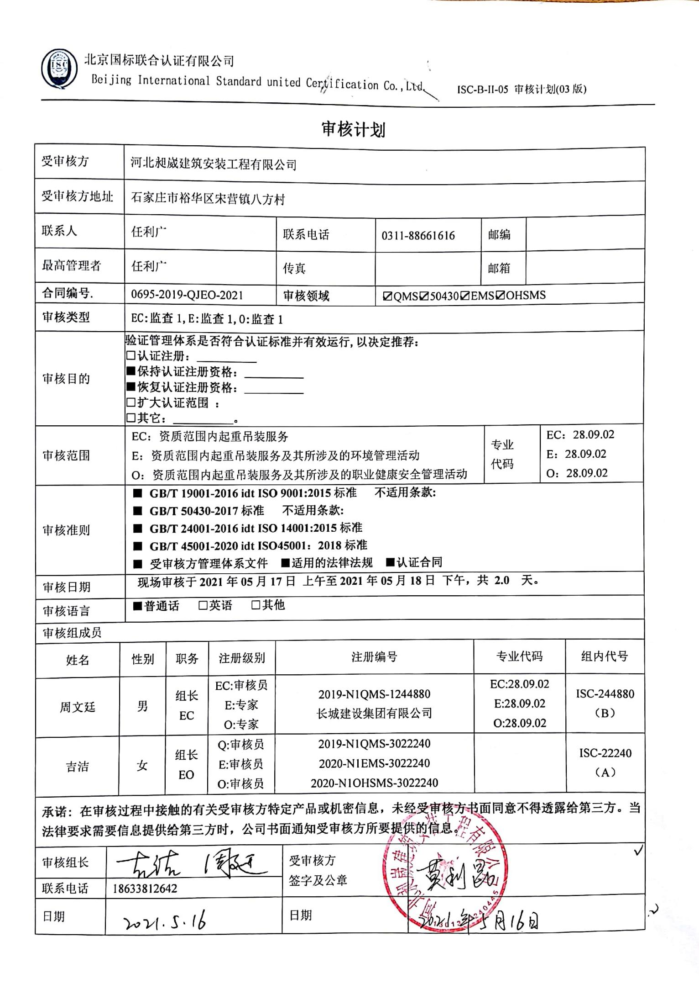 北京国标联合认证有限公司
Beijing International Standard united Certification Co.,Ltd.
ISC-B-II-05 审核计划(03 版)
审核计划
受审核方 河北昶崴建筑安装工程有限公司
受审核方地址 石家庄市裕华区宋营镇八方村
联系人 任利广 联系电话 0311-88661616 邮编
最高管理者 任利广 传真 邮箱
合同编号. 0695-2019-QJEO-2021 审核领域 ☑QMS☑50430☑EMS☑OHSMS
审核类型 EC:监查 1,E:监查 1,O:监查 1
审核目的
验证管理体系是否符合认证标准并有效运行,以决定推荐：
□认证注册：
■保持认证注册资格：
■恢复认证注册资格：
□扩大认证范围 ：
□其它： 。
审核范围
EC：资质范围内起重吊装服务
E：资质范围内起重吊装服务及其所涉及的环境管理活动
O：资质范围内起重吊装服务及其所涉及的职业健康安全管理活动
专业
代码
EC：28.09.02
E：28.09.02
O：28.09.02
审核准则
■ GB/T 19001-2016 idt ISO 9001:2015 标准 不适用条款:
■ GB/T 50430-2017 标准 不适用条款:
■ GB/T 24001-2016 idt ISO 14001:2015 标准
■ GB/T 45001-2020 idt ISO45001：2018 标准
■ 受审核方管理体系文件 ■适用的法律法规 ■认证合同
审核日期 现场审核于 2021 年 05 月 17 日 上午至 2021 年 05 月 18 日 下午，共 2.0 天。
审核语言 ■普通话 □英语 □其他
审核组成员
姓名 性别 职务 注册级别 注册编号 专业代码 组内代号
周文廷 男
组长
EC
EC:审核员
E:专家
O:专家
2019-N1QMS-1244880
长城建设集团有限公司
EC:28.09.02
E:28.09.02
O:28.09.02
ISC-244880
（B）
吉洁 女
组长
EO
Q:审核员
E:审核员
O:审核员
2019-N1QMS-3022240
2020-N1EMS-3022240
2020-N1OHSMS-3022240
ISC-22240
（A）
承诺：在审核过程中接触的有关受审核方特定产品或机密信息，未经受审核方书面同意不得透露给第三方。当
法律要求需要信息提供给第三方时，公司书面通知受审核方所要提供的信息。
审核组长 吉洁 周文廷
受审核方
签字及公章
联系电话 18633812642
日期 2021.5.16 日期 2021年5月16日